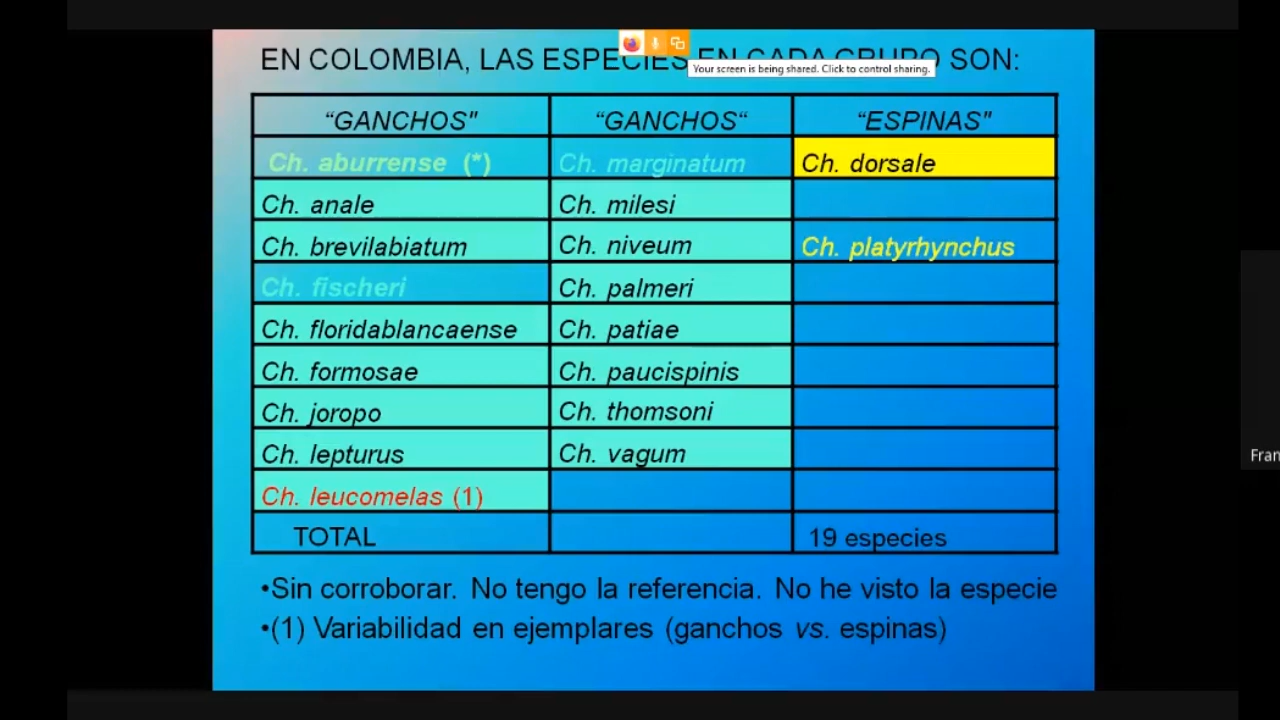 EN COLOMBIA, LAS ESPECIES EN CADA GRUPO SON:
Your screen is being shared. Click to control sharing.
“GANCHOS" “GANCHOS“ “ESPINAS"
Ch. aburrense (*) Ch. marginatum Ch. dorsale
Ch. anale Ch. milesi
Ch. brevilabiatum Ch. niveum Ch. platyrhynchus
Ch. fischeri Ch. palmeri
Ch. floridablancaense Ch. patiae
Ch. formosae Ch. paucispinis
Ch. joropo Ch. thomsoni
Ch. lepturus Ch. vagum
Ch. leucomelas (1)
TOTAL 19 especies
•Sin corroborar. No tengo la referencia. No he visto la especie
•(1) Variabilidad en ejemplares (ganchos vs. espinas)
Fran